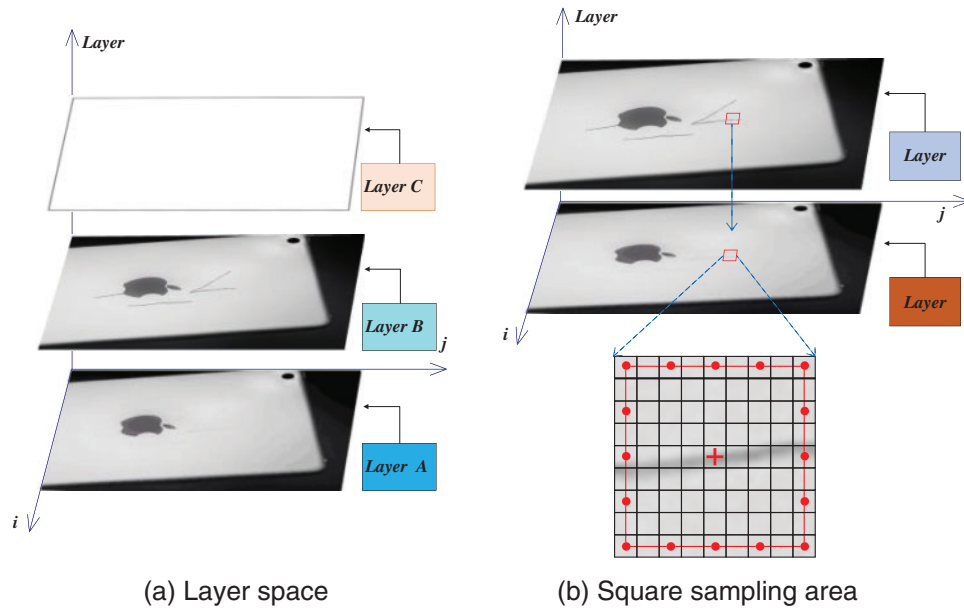 Layer
Layer C
Layer B
j
Layer A
i
(a) Layer space
Layer
Layer
j
Layer
i
(b) Square sampling area